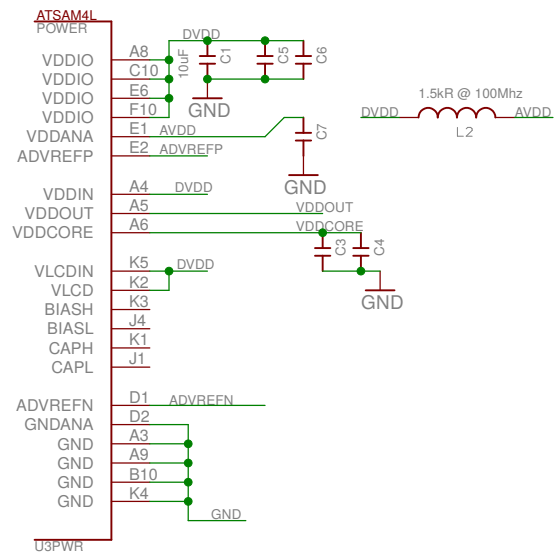 ATSAM4L
POWER
VDDIO A8 DVDD 10uF C1 C5 C6
VDDIO C10
VDDIO E6
VDDIO F10 GND
VDDANA E1 AVDD C7
ADVREFP E2 ADVREFP
GND
1.5kR @ 100Mhz
DVDD AVDD
L2
VDDIN A4 DVDD
VDDOUT A5 VDDOUT
VDDCORE A6 VDDCORE
C3 C4
GND
VLCDIN K5 DVDD
VLCD K2
BIASH K3
BIASL J4
CAPH K1
CAPL J1
ADVREFN D1 ADVREFN
GNDANA D2
GND A3
GND A9
GND B10
GND K4
GND
U3PWR